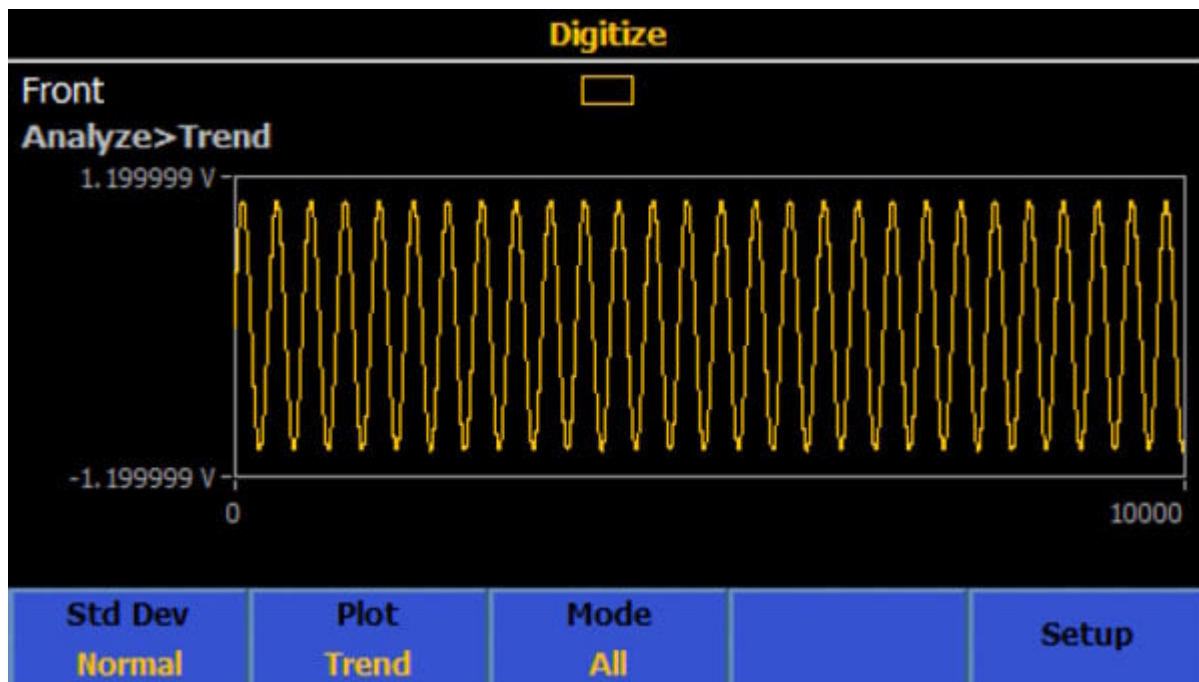 Digitize
Front
Analyze>Trend
1.199999 V
-1.199999 V
0
10000
Std Dev
Normal
Plot
Trend
Mode
All
Setup